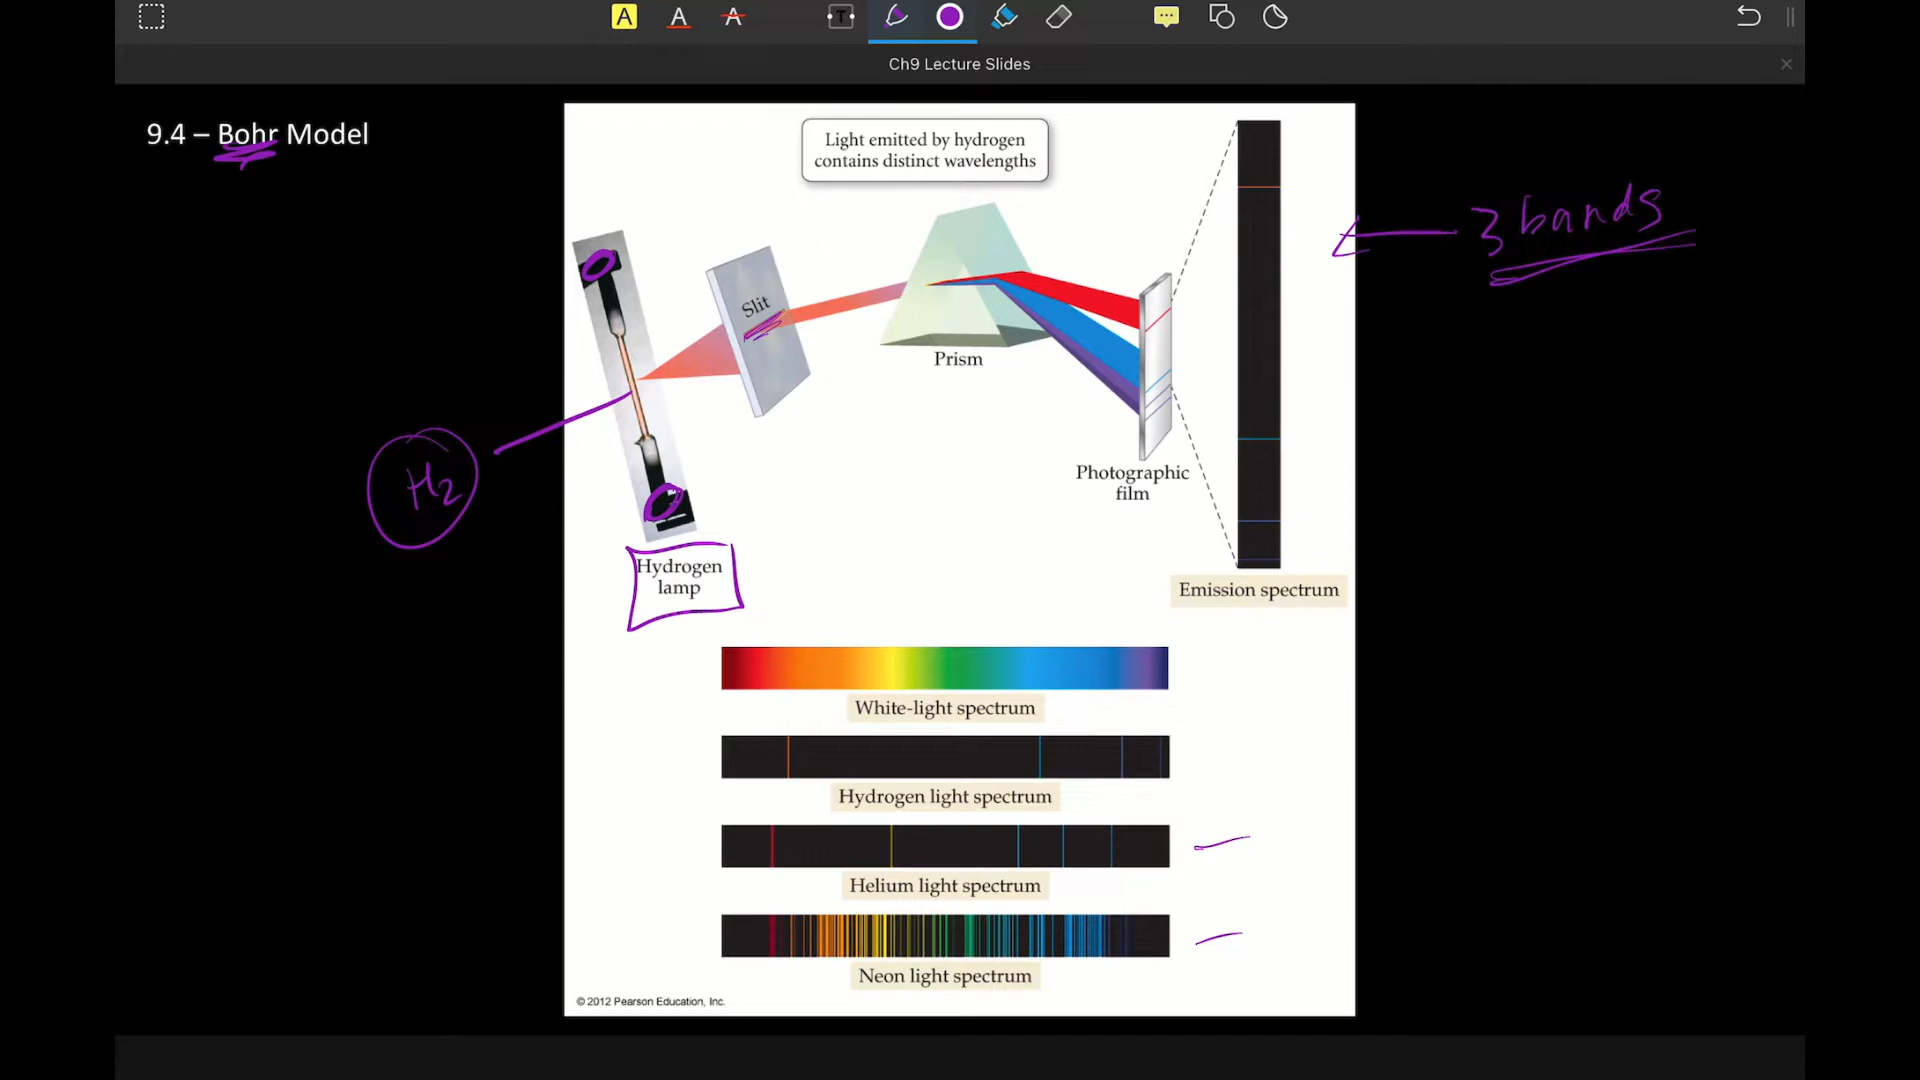 A A A T
Ch9 Lecture Slides
9.4 – Bohr Model
Light emitted by hydrogen
contains distinct wavelengths
3 bands
Slit
Prism
H2
Photographic
film
Hydrogen
lamp
Emission spectrum
White-light spectrum
Hydrogen light spectrum
Helium light spectrum
Neon light spectrum
© 2012 Pearson Education, Inc.